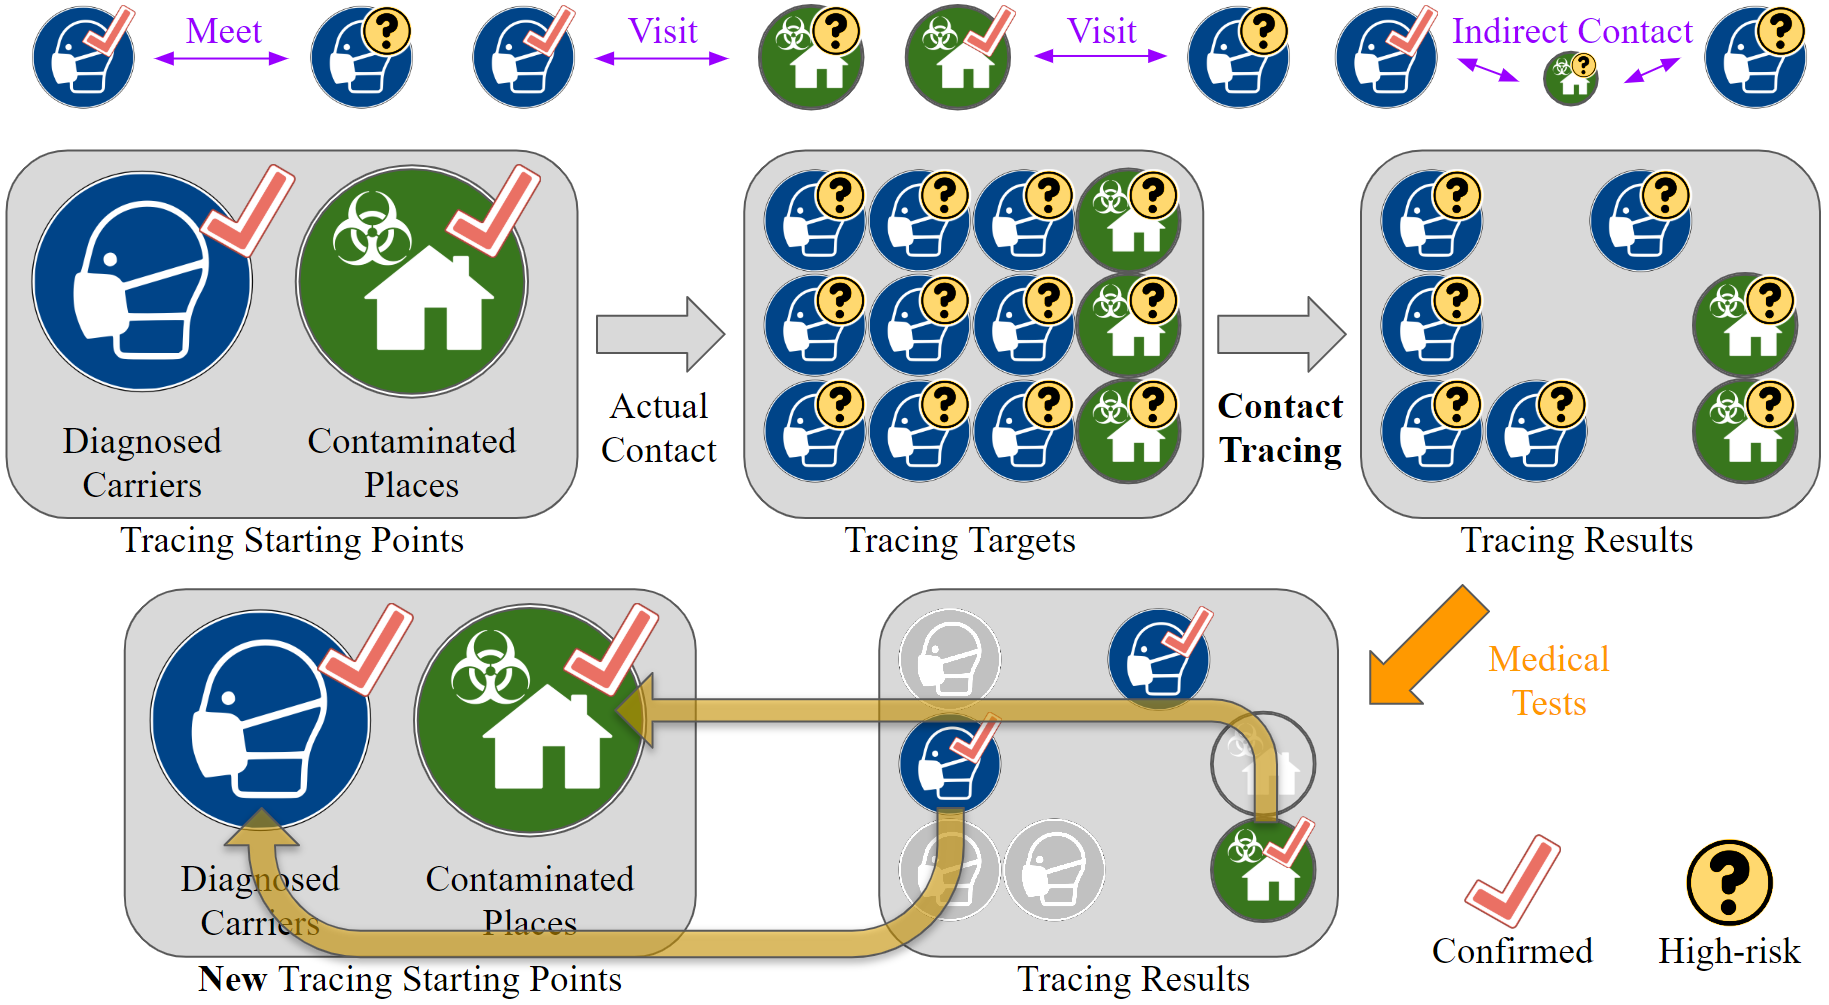 Meet
Visit
Visit
Indirect Contact
Diagnosed
Carriers
Contaminated
Places
Tracing Starting Points
Actual
Contact
Tracing Targets
Contact
Tracing
Tracing Results
Medical
Tests
Diagnosed
Carriers
Contaminated
Places
New Tracing Starting Points
Tracing Results
Confirmed
High-risk